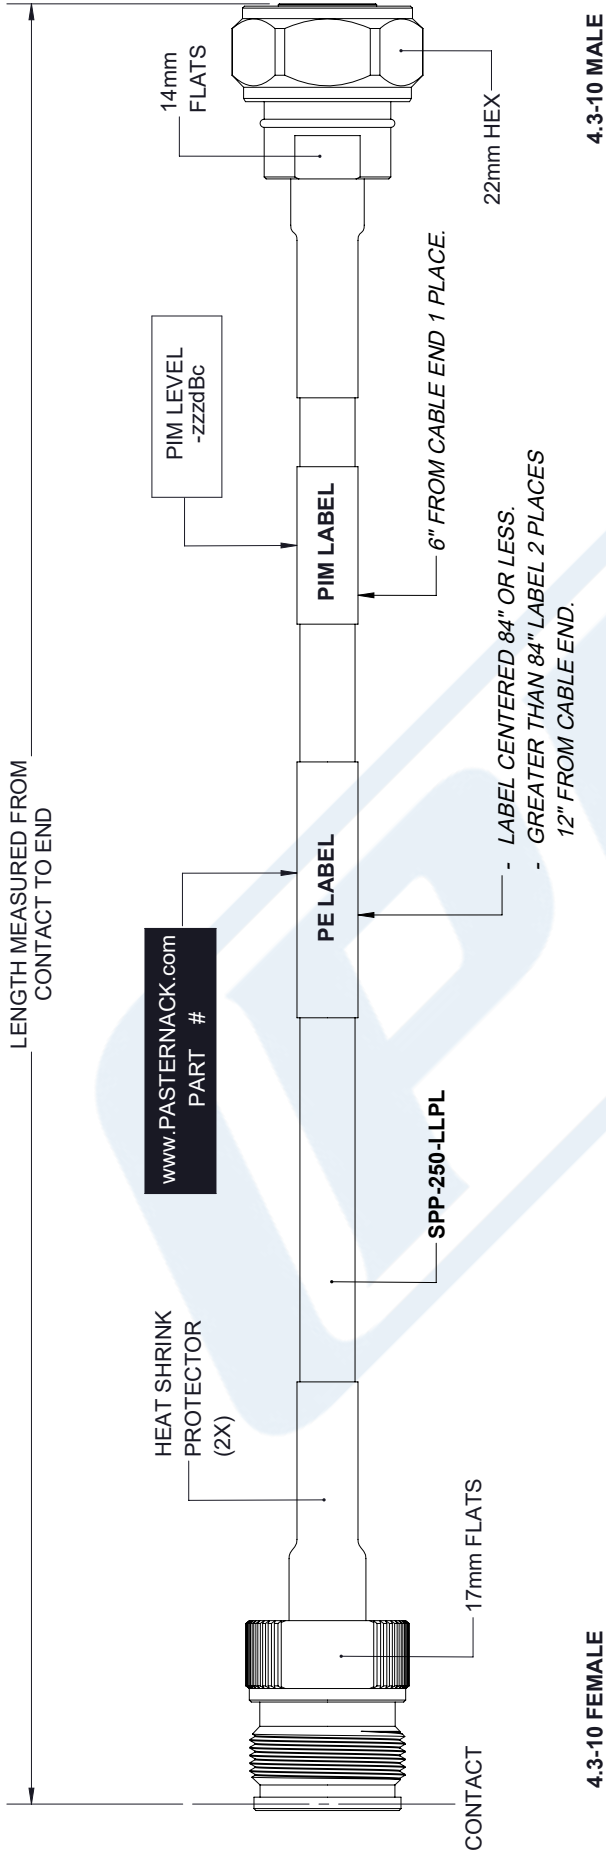 LENGTH MEASURED FROM
CONTACT TO END
HEAT SHRINK
PROTECTOR
(2X)
www.PASTERNACK.com
PART #
PIM LEVEL
-zzzdBc
14mm
FLATS
PE LABEL
PIM LABEL
CONTACT
17mm FLATS
SPP-250-LLPL
- LABEL CENTERED 84" OR LESS.
- GREATER THAN 84" LABEL 2 PLACES
12" FROM CABLE END.
6" FROM CABLE END 1 PLACE.
22mm HEX
4.3-10 FEMALE
4.3-10 MALE